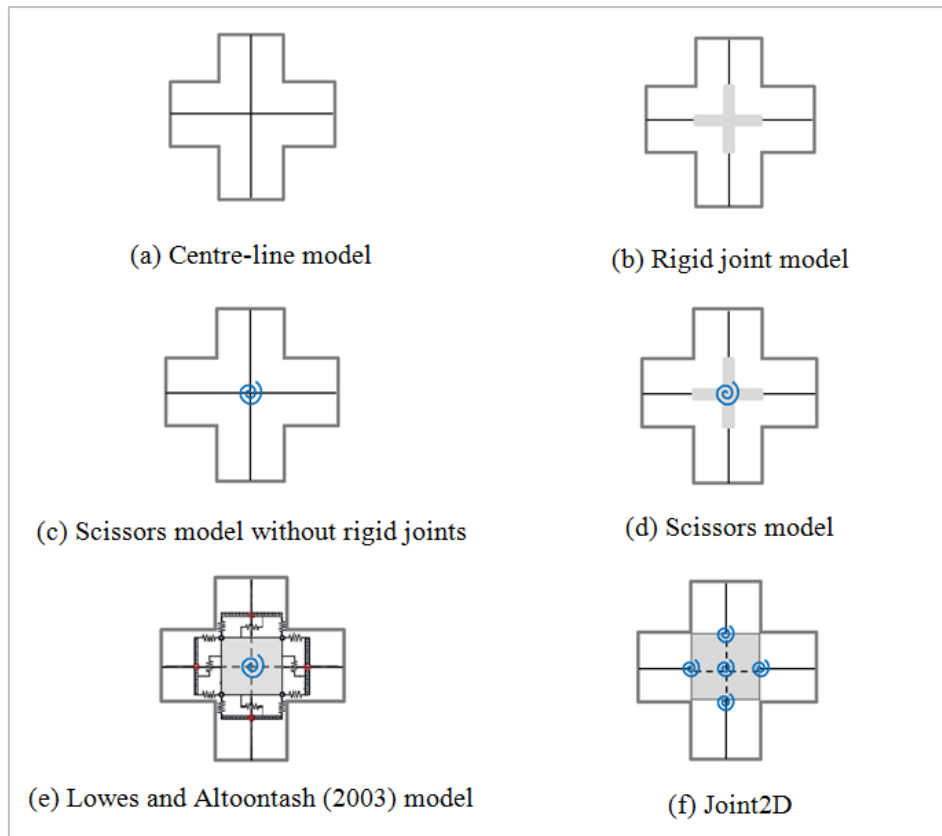 (a) Centre-line model
(b) Rigid joint model
(c) Scissors model without rigid joints
(d) Scissors model
(e) Lowes and Altoontash (2003) model
(f) Joint2D